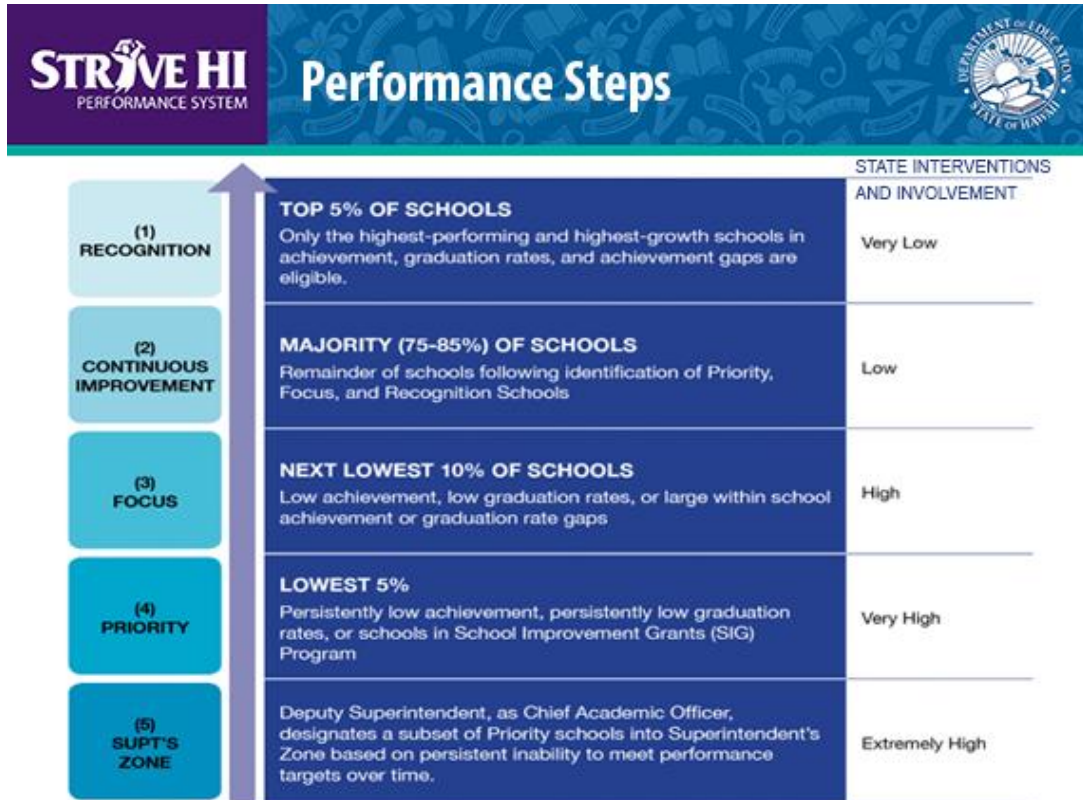 STRIVE HI
PERFORMANCE SYSTEM
Performance Steps
DEPARTMENT OF EDUCATION
STATE OF HAWAII
STATE INTERVENTIONS
AND INVOLVEMENT
(1)
RECOGNITION
TOP 5% OF SCHOOLS
Only the highest-performing and highest-growth schools in
achievement, graduation rates, and achievement gaps are
eligible.
Very Low
(2)
CONTINUOUS
IMPROVEMENT
MAJORITY (75-85%) OF SCHOOLS
Remainder of schools following identification of Priority,
Focus, and Recognition Schools
Low
(3)
FOCUS
NEXT LOWEST 10% OF SCHOOLS
Low achievement, low graduation rates, or large within school
achievement or graduation rate gaps
High
(4)
PRIORITY
LOWEST 5%
Persistently low achievement, persistently low graduation
rates, or schools in School Improvement Grants (SIG)
Program
Very High
(5)
SUPT'S
ZONE
Deputy Superintendent, as Chief Academic Officer,
designates a subset of Priority schools into Superintendent's
Zone based on persistent inability to meet performance
targets over time.
Extremely High